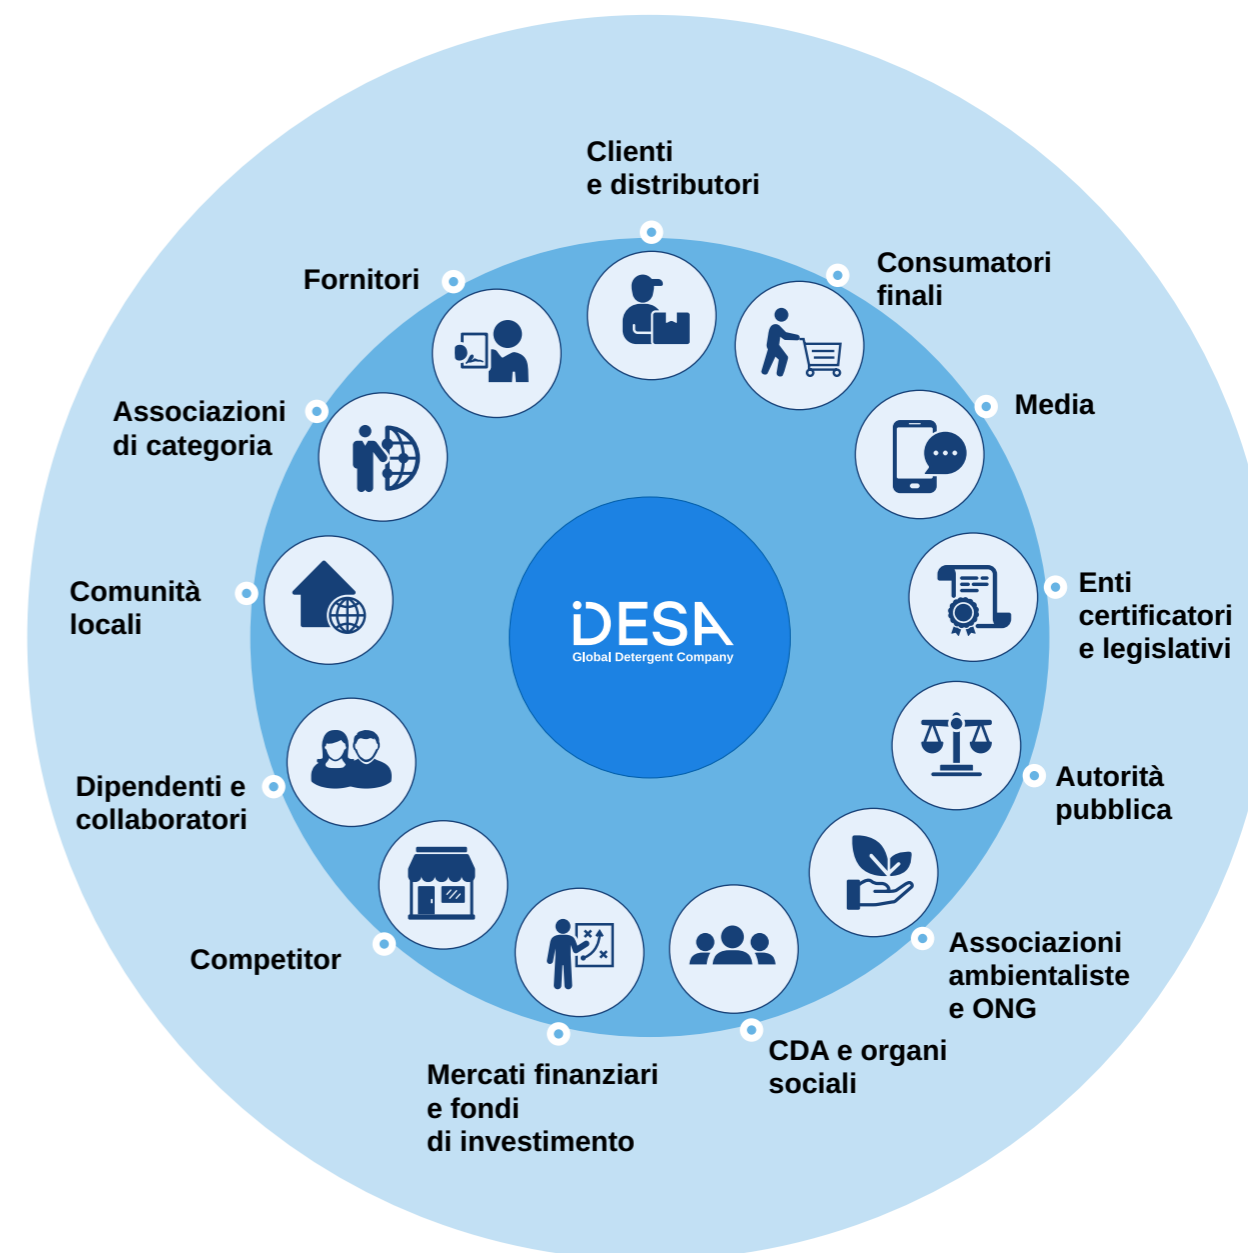 Clienti
e distributori
Consumatori
finali
Media
Enti
certificatori
e legislativi
Autorità
pubblica
Associazioni
ambientaliste
e ONG
CDA e organi
sociali
Mercati finanziari
e fondi
di investimento
Competitor
Dipendenti e
collaboratori
Comunità
locali
Associazioni
di categoria
Fornitori
DESA
Global Detergent Company